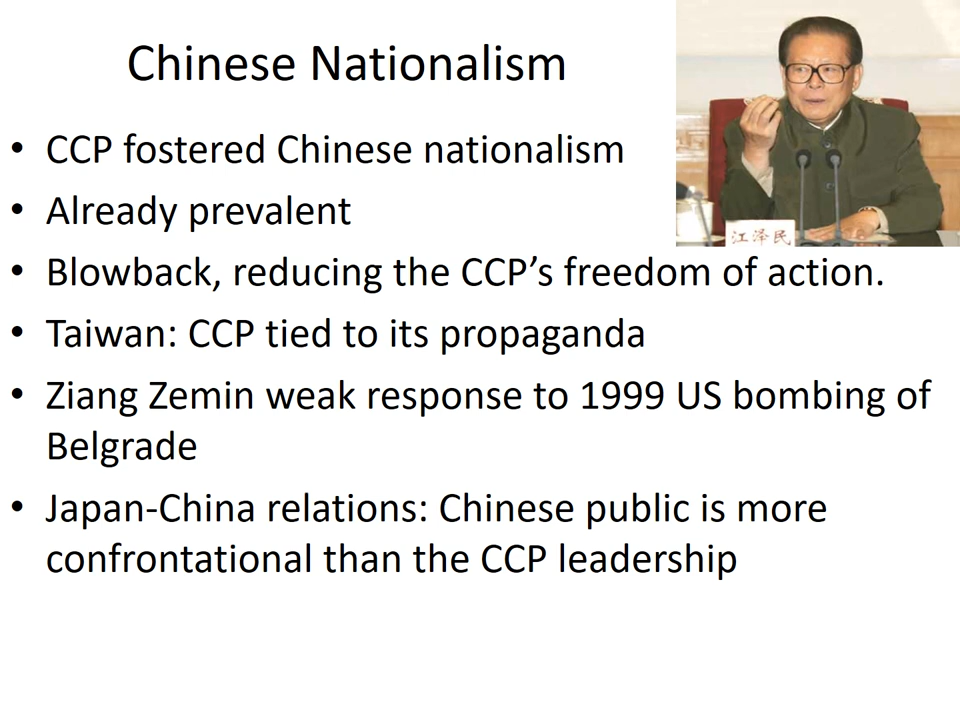 Chinese Nationalism
江泽民
• CCP fostered Chinese nationalism
• Already prevalent
• Blowback, reducing the CCP’s freedom of action.
• Taiwan: CCP tied to its propaganda
• Ziang Zemin weak response to 1999 US bombing of
Belgrade
• Japan-China relations: Chinese public is more
confrontational than the CCP leadership